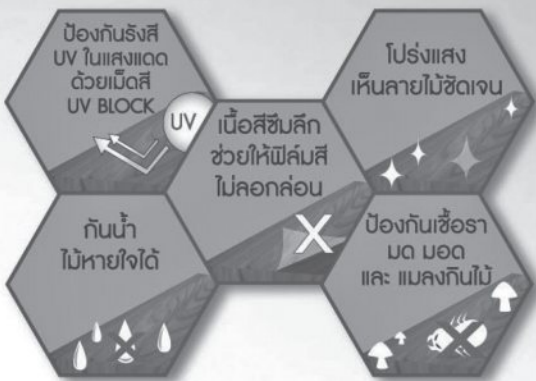 ป้องกันรังสี
UV ในแสงแดด
ด้วยเม็ดสี
UV BLOCK
UV
โปร่งแสง
เห็นลายไม้ชัดเจน
เนื้อสีซึมลึก
ช่วยให้ฟิล์มสี
ไม่ลอกล่อน
X
กันน้ำ
ไม้หายใจได้
ป้องกันเชื้อรา
มด มอด
และ แมลงกินไม้